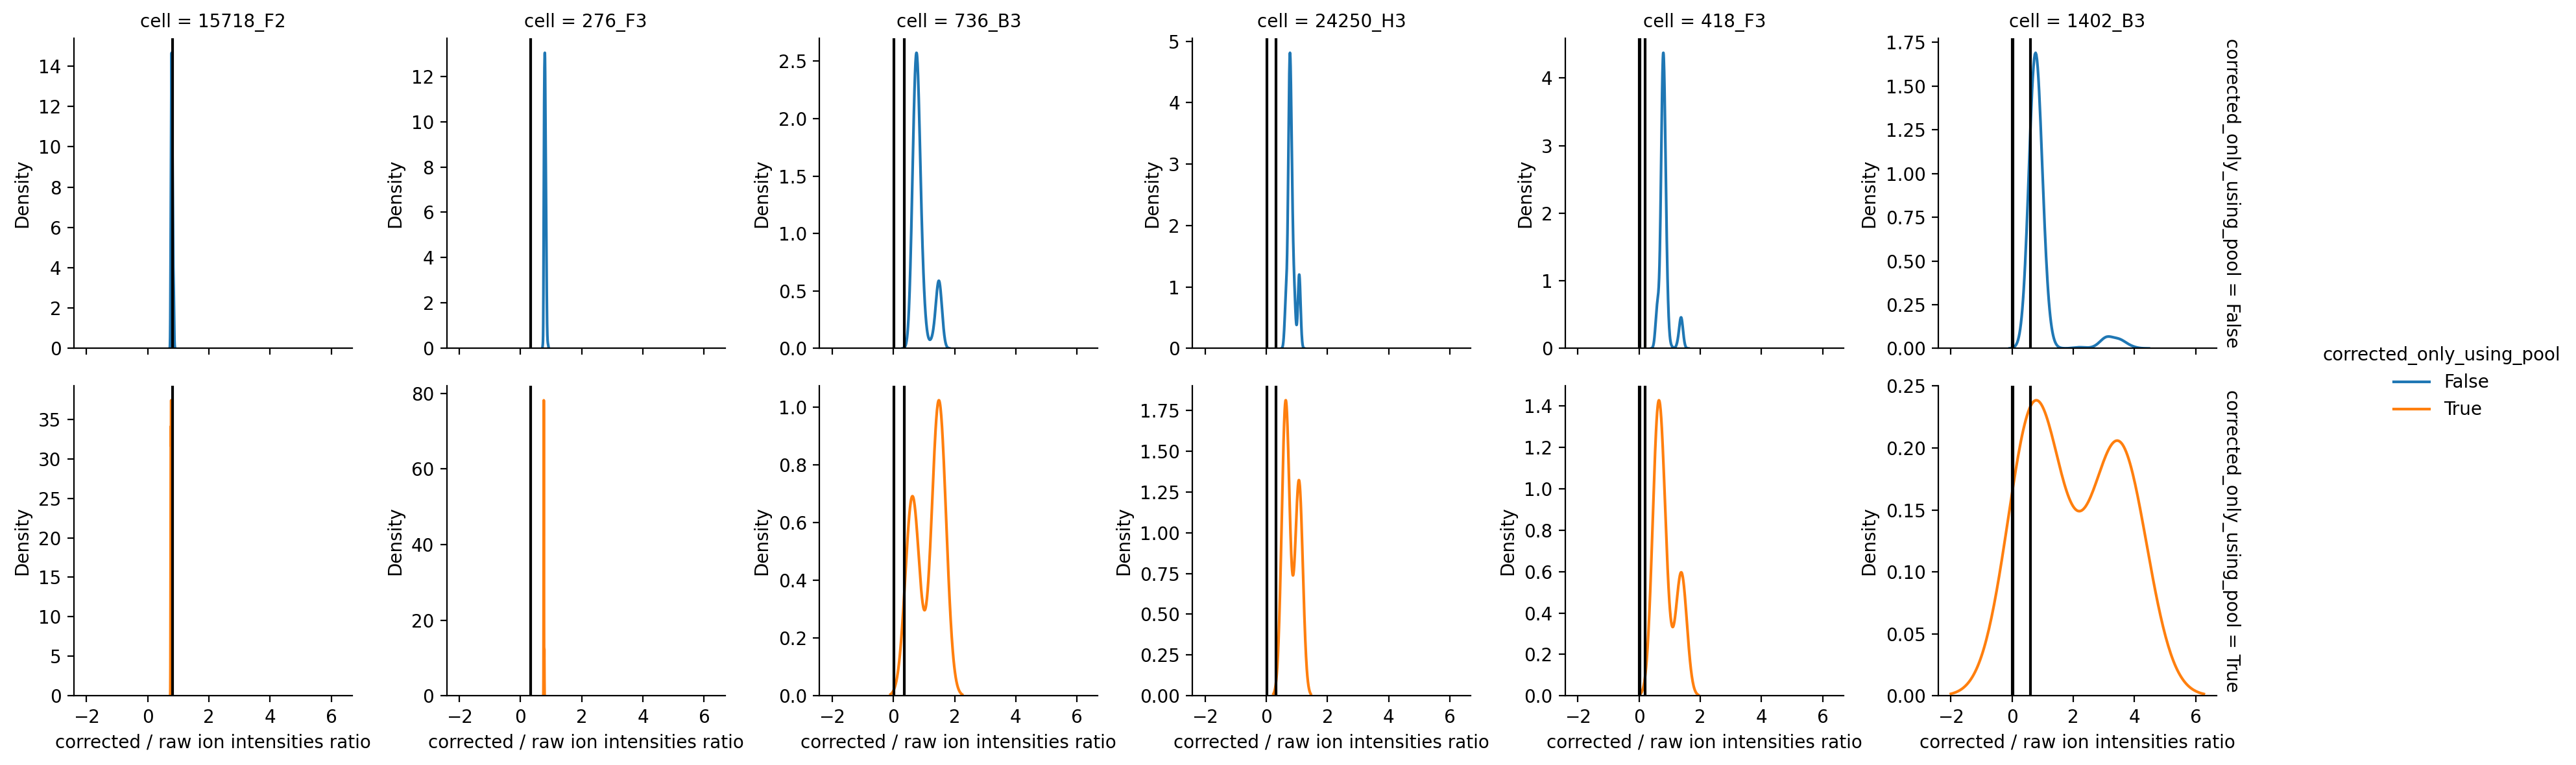 cell = 15718_F2
cell = 276_F3
cell = 736_B3
cell = 24250_H3
cell = 418_F3
cell = 1402_B3
Density
0
2
4
6
8
10
12
14
Density
0
2
4
6
8
10
12
Density
0.0
0.5
1.0
1.5
2.0
2.5
Density
0
1
2
3
4
5
Density
0
1
2
3
4
Density
0.00
0.25
0.50
0.75
1.00
1.25
1.50
1.75
corrected_only_using_pool = False
Density
0
5
10
15
20
25
30
35
−2 0 2 4 6
corrected / raw ion intensities ratio
Density
0
20
40
60
80
−2 0 2 4 6
corrected / raw ion intensities ratio
Density
0.0
0.2
0.4
0.6
0.8
1.0
−2 0 2 4 6
corrected / raw ion intensities ratio
Density
0.00
0.25
0.50
0.75
1.00
1.25
1.50
1.75
−2 0 2 4 6
corrected / raw ion intensities ratio
Density
0.0
0.2
0.4
0.6
0.8
1.0
1.2
1.4
−2 0 2 4 6
corrected / raw ion intensities ratio
Density
0.00
0.05
0.10
0.15
0.20
0.25
−2 0 2 4 6
corrected / raw ion intensities ratio
corrected_only_using_pool = True
corrected_only_using_pool
False
True